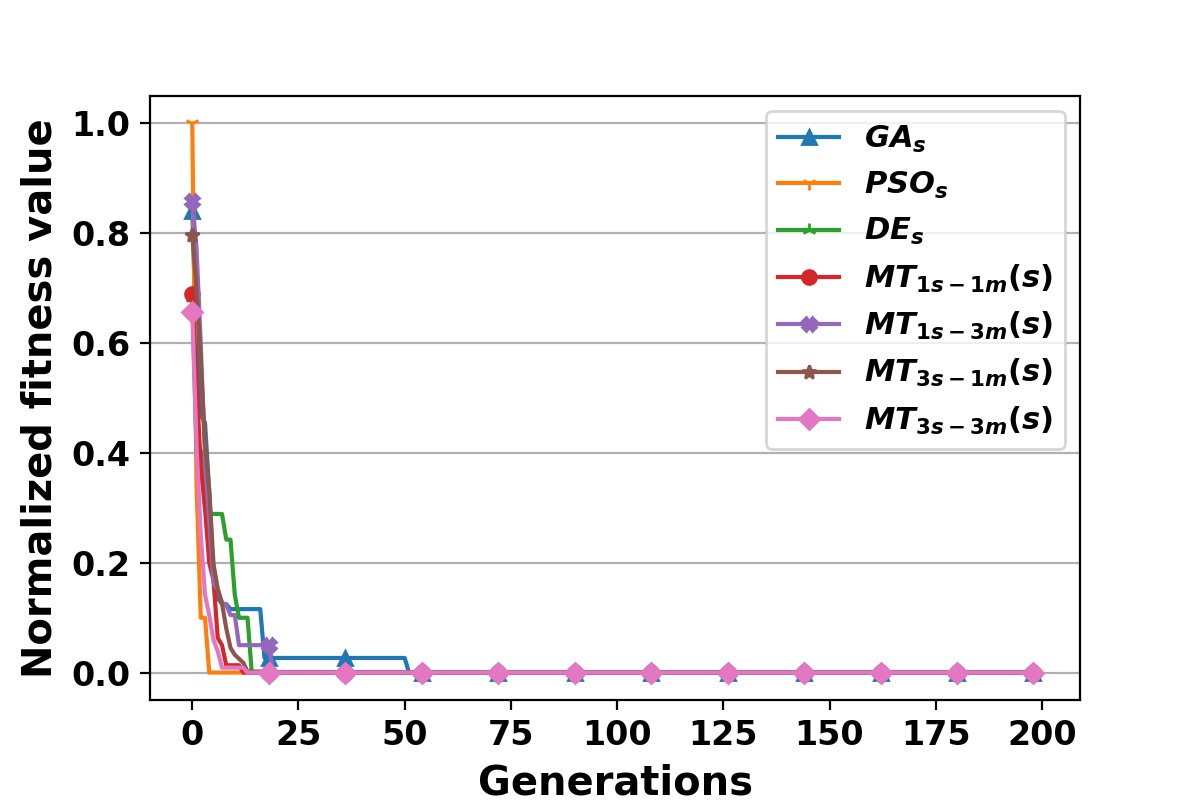 Normalized fitness value
1.0
0.8
0.6
0.4
0.2
0.0
GAs
PSOs
DEs
MT1s−1m(s)
MT1s−3m(s)
MT3s−1m(s)
MT3s−3m(s)
0 25 50 75 100 125 150 175 200
Generations